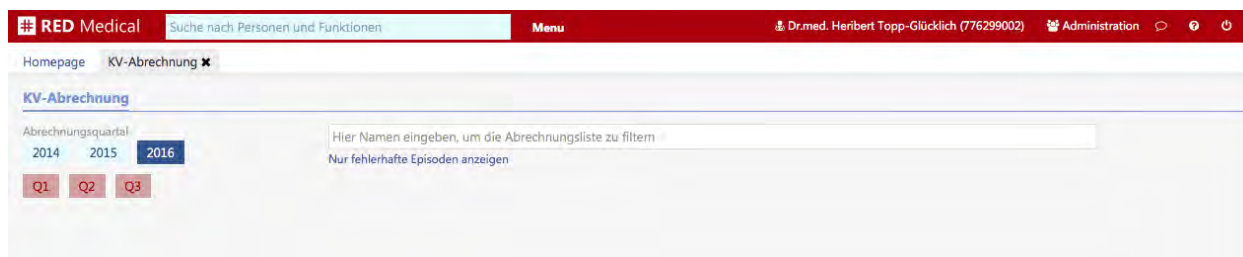 # RED Medical Suche nach Personen und Funktionen Menu Dr.med. Heribert Topp-Glücklich (776299002) Administration
Homepage KV-Abrechnung ✖
KV-Abrechnung
Abrechnungsquartal
Hier Namen eingeben, um die Abrechnungsliste zu filtern
2014 2015 2016
Nur fehlerhafte Episoden anzeigen
Q1 Q2 Q3